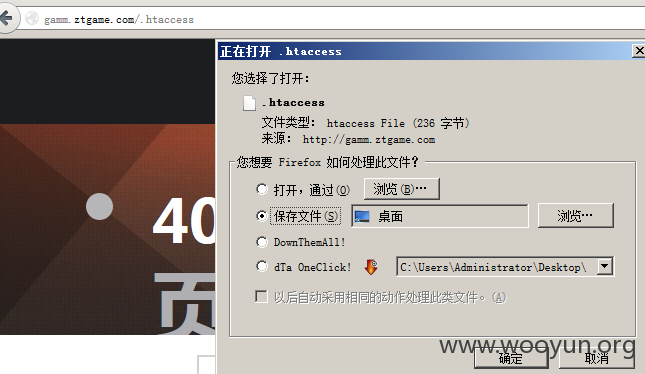 gamm.ztgame.com/.htaccess
正在打开 .htaccess
您选择了打开：
.htaccess
文件类型： htaccess File (236 字节)
来源： http://gamm.ztgame.com
您想要 Firefox 如何处理此文件？
打开，通过(O) 浏览(B)…
保存文件(S) 桌面 浏览…
DownThemAll!
dTa OneClick! C:\Users\Administrator\Desktop\
以后自动采用相同的动作处理此类文件。(A)
40
页
www.wooyun.org
确定 取消